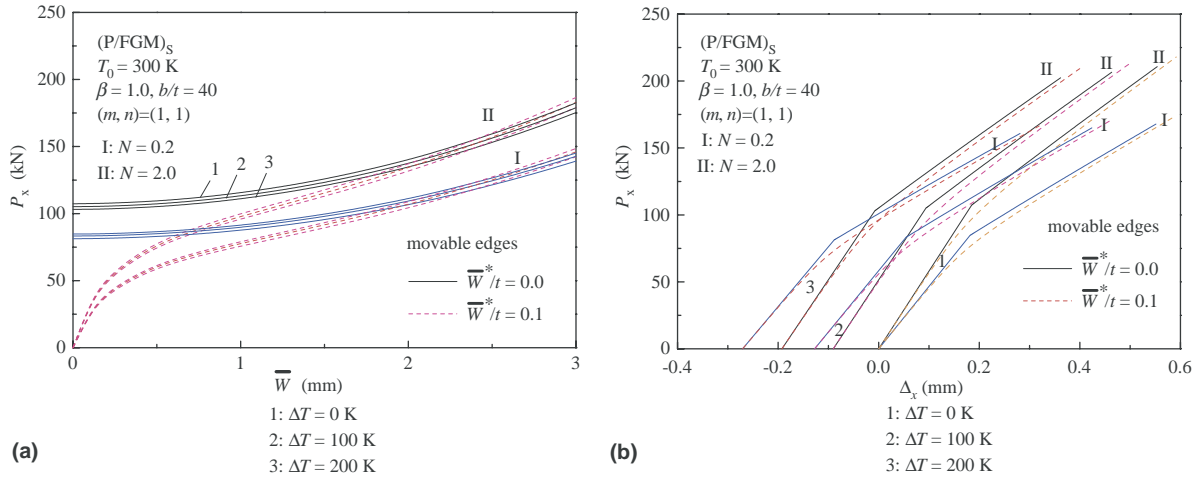 250
200
150
100
50
0
P_x (kN)
(P/FGM)_S
T_0 = 300 K
β = 1.0, b/t = 40
(m, n)=(1, 1)
I: N = 0.2
II: N = 2.0
1
2
3
II
I
movable edges
W̅*/t = 0.0
W̅*/t = 0.1
0
1
2
3
W̅ (mm)
1: ΔT = 0 K
2: ΔT = 100 K
3: ΔT = 200 K
(a)
250
200
150
100
50
0
P_x (kN)
(P/FGM)_S
T_0 = 300 K
β = 1.0, b/t = 40
(m, n)=(1, 1)
I: N = 0.2
II: N = 2.0
II
II
II
I
I
I
1
3
2
movable edges
W̅*/t = 0.0
W̅*/t = 0.1
-0.4
-0.2
0.0
0.2
0.4
0.6
Δ_x (mm)
1: ΔT = 0 K
2: ΔT = 100 K
3: ΔT = 200 K
(b)